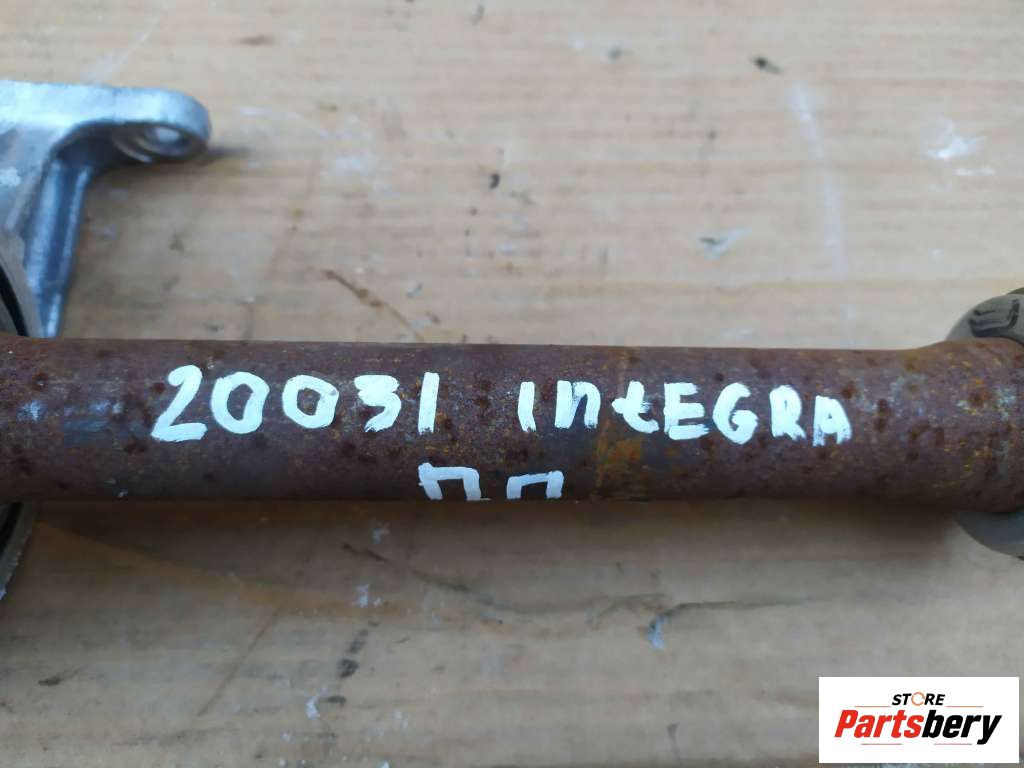 20031 INTEGRA
ПП
STORE
Partsbery